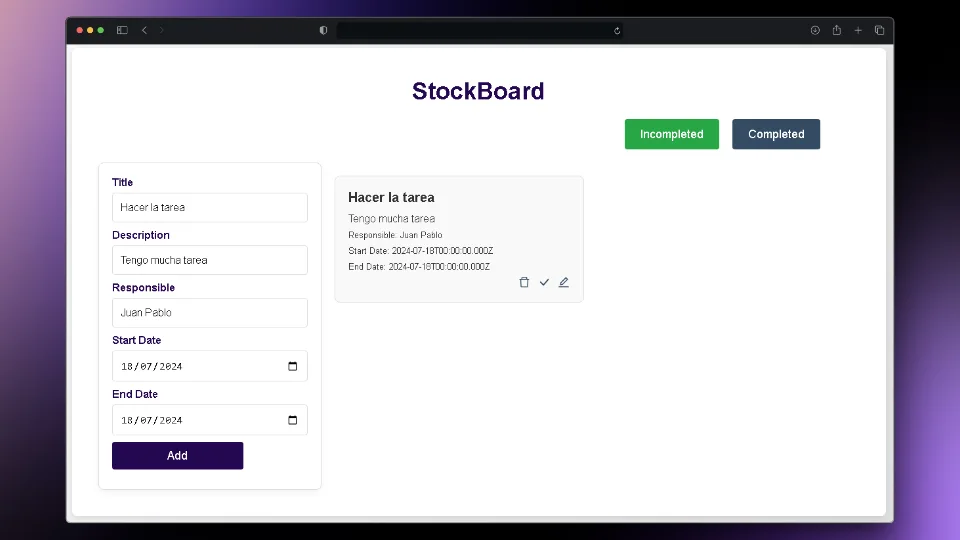 StockBoard
Incompleted
Completed
Title
Hacer la tarea
Description
Tengo mucha tarea
Responsible
Juan Pablo
Start Date
18/07/2024
End Date
18/07/2024
Add
Hacer la tarea
Tengo mucha tarea
Responsible: Juan Pablo
Start Date: 2024-07-18T00:00:00.000Z
End Date: 2024-07-18T00:00:00.000Z